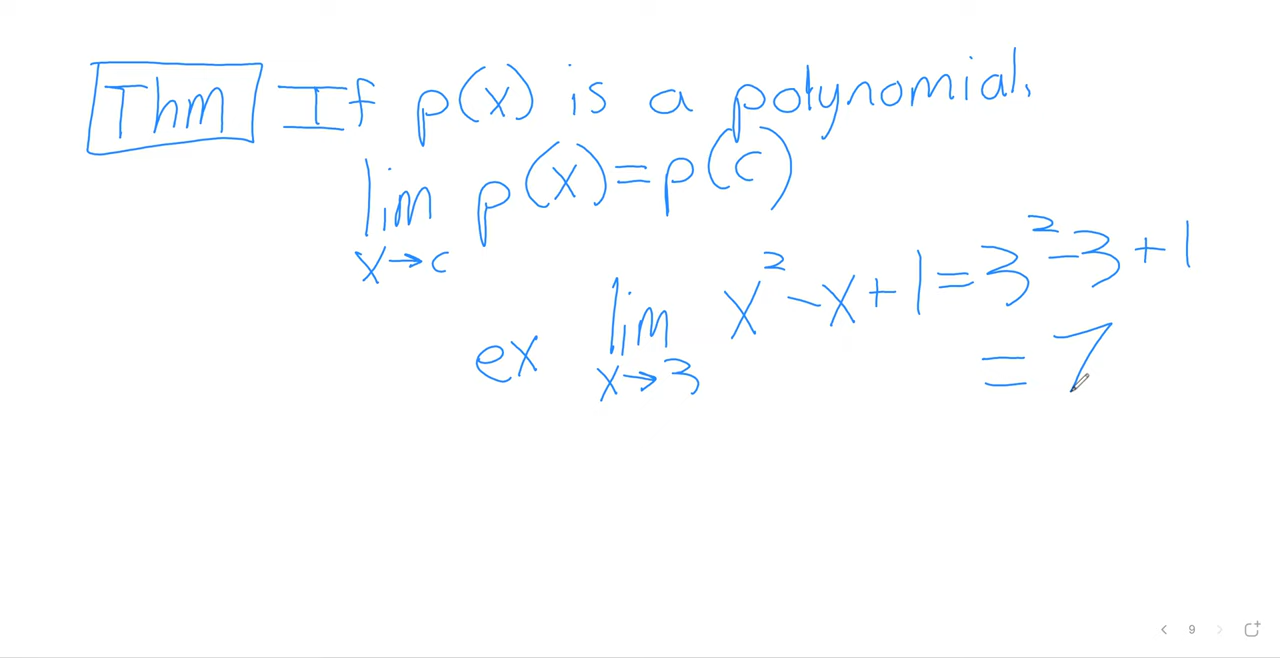 Thm If p(x) is a polynomial,
lim p(x)=p(c)
x→c
ex lim x²-x+1=3²-3+1
x→3 = 7
9